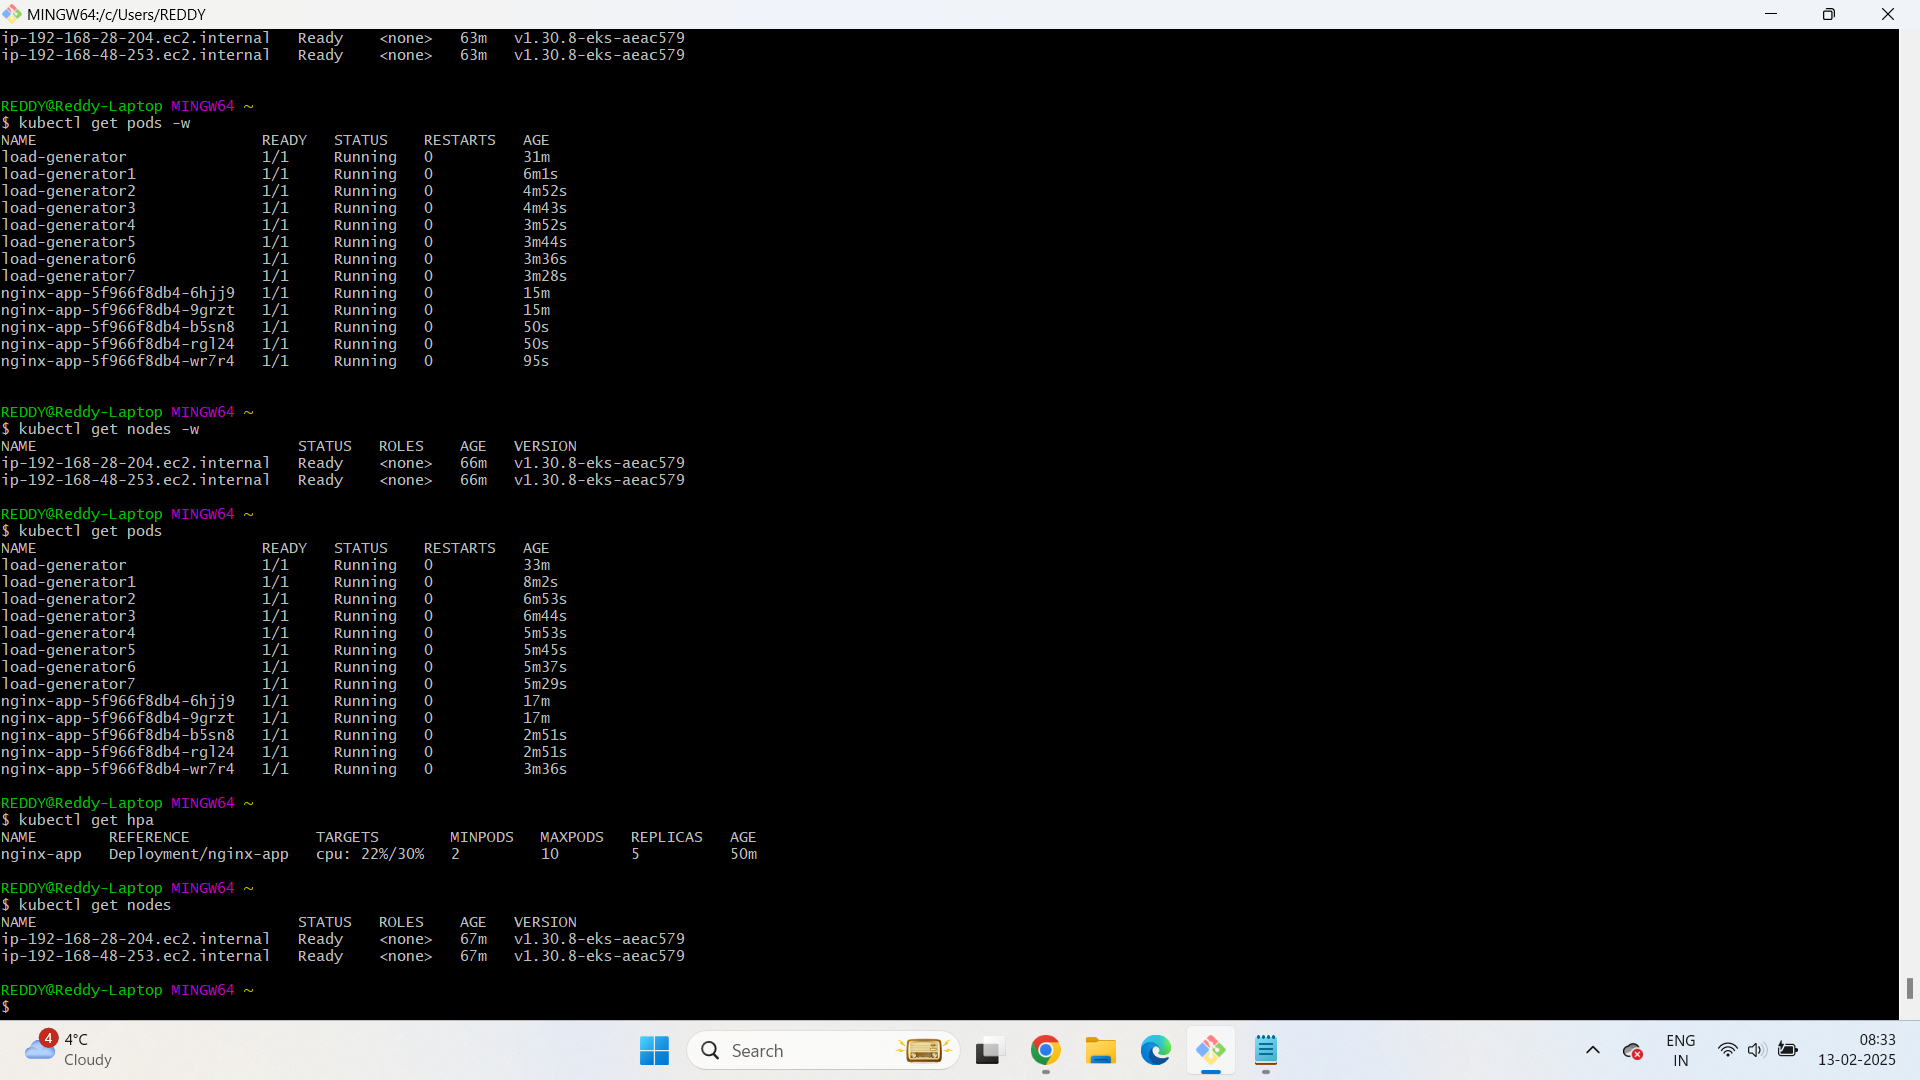 MINGW64:/c/Users/REDDY
ip-192-168-28-204.ec2.internal   Ready    <none>   63m   v1.30.8-eks-aeac579
ip-192-168-48-253.ec2.internal   Ready    <none>   63m   v1.30.8-eks-aeac579
REDDY@Reddy-Laptop MINGW64 ~
$ kubectl get pods -w
NAME                         READY   STATUS    RESTARTS   AGE
load-generator               1/1     Running   0          31m
load-generator1              1/1     Running   0          6m1s
load-generator2              1/1     Running   0          4m52s
load-generator3              1/1     Running   0          4m43s
load-generator4              1/1     Running   0          3m52s
load-generator5              1/1     Running   0          3m44s
load-generator6              1/1     Running   0          3m36s
load-generator7              1/1     Running   0          3m28s
nginx-app-5f966f8db4-6hjj9   1/1     Running   0          15m
nginx-app-5f966f8db4-9grzt   1/1     Running   0          15m
nginx-app-5f966f8db4-b5sn8   1/1     Running   0          50s
nginx-app-5f966f8db4-rgl24   1/1     Running   0          50s
nginx-app-5f966f8db4-wr7r4   1/1     Running   0          95s
REDDY@Reddy-Laptop MINGW64 ~
$ kubectl get nodes -w
NAME                             STATUS   ROLES    AGE   VERSION
ip-192-168-28-204.ec2.internal   Ready    <none>   66m   v1.30.8-eks-aeac579
ip-192-168-48-253.ec2.internal   Ready    <none>   66m   v1.30.8-eks-aeac579
REDDY@Reddy-Laptop MINGW64 ~
$ kubectl get pods
NAME                         READY   STATUS    RESTARTS   AGE
load-generator               1/1     Running   0          33m
load-generator1              1/1     Running   0          8m2s
load-generator2              1/1     Running   0          6m53s
load-generator3              1/1     Running   0          6m44s
load-generator4              1/1     Running   0          5m53s
load-generator5              1/1     Running   0          5m45s
load-generator6              1/1     Running   0          5m37s
load-generator7              1/1     Running   0          5m29s
nginx-app-5f966f8db4-6hjj9   1/1     Running   0          17m
nginx-app-5f966f8db4-9grzt   1/1     Running   0          17m
nginx-app-5f966f8db4-b5sn8   1/1     Running   0          2m51s
nginx-app-5f966f8db4-rgl24   1/1     Running   0          2m51s
nginx-app-5f966f8db4-wr7r4   1/1     Running   0          3m36s
REDDY@Reddy-Laptop MINGW64 ~
$ kubectl get hpa
NAME        REFERENCE              TARGETS        MINPODS   MAXPODS   REPLICAS   AGE
nginx-app   Deployment/nginx-app   cpu: 22%/30%   2         10        5          50m
REDDY@Reddy-Laptop MINGW64 ~
$ kubectl get nodes
NAME                             STATUS   ROLES    AGE   VERSION
ip-192-168-28-204.ec2.internal   Ready    <none>   67m   v1.30.8-eks-aeac579
ip-192-168-48-253.ec2.internal   Ready    <none>   67m   v1.30.8-eks-aeac579
REDDY@Reddy-Laptop MINGW64 ~
$
4
4°C
Cloudy
Search
ENG
IN
08:33
13-02-2025